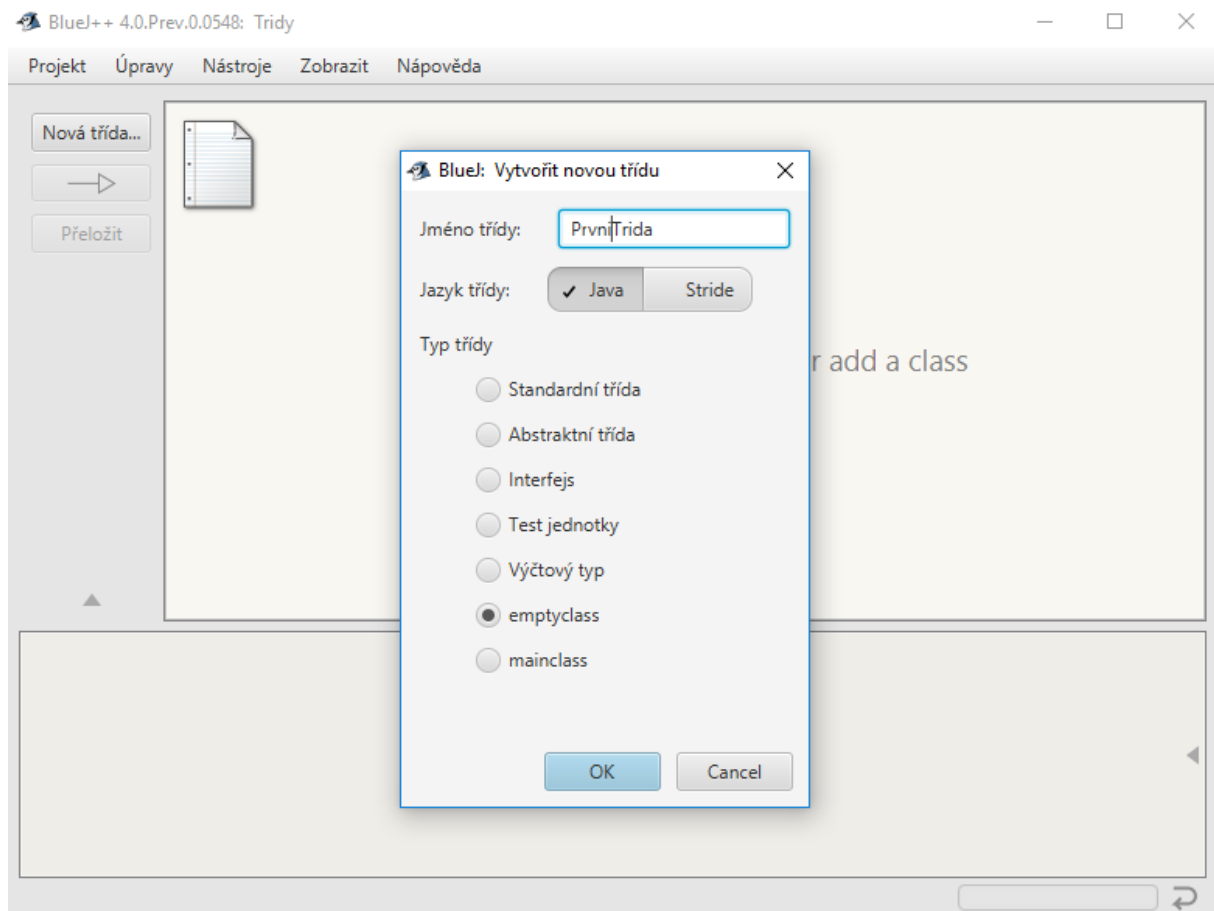 BlueJ++ 4.0.Prev.0.0548: Tridy
Projekt Úpravy Nástroje Zobrazit Nápověda
Nová třída...
Přeložit
BlueJ: Vytvořit novou třídu
Jméno třídy: PrvniTrida
Jazyk třídy: Java Stride
Typ třídy
r add a class
Standardní třída
Abstraktní třída
Interfejs
Test jednotky
Výčtový typ
emptyclass
mainclass
OK Cancel